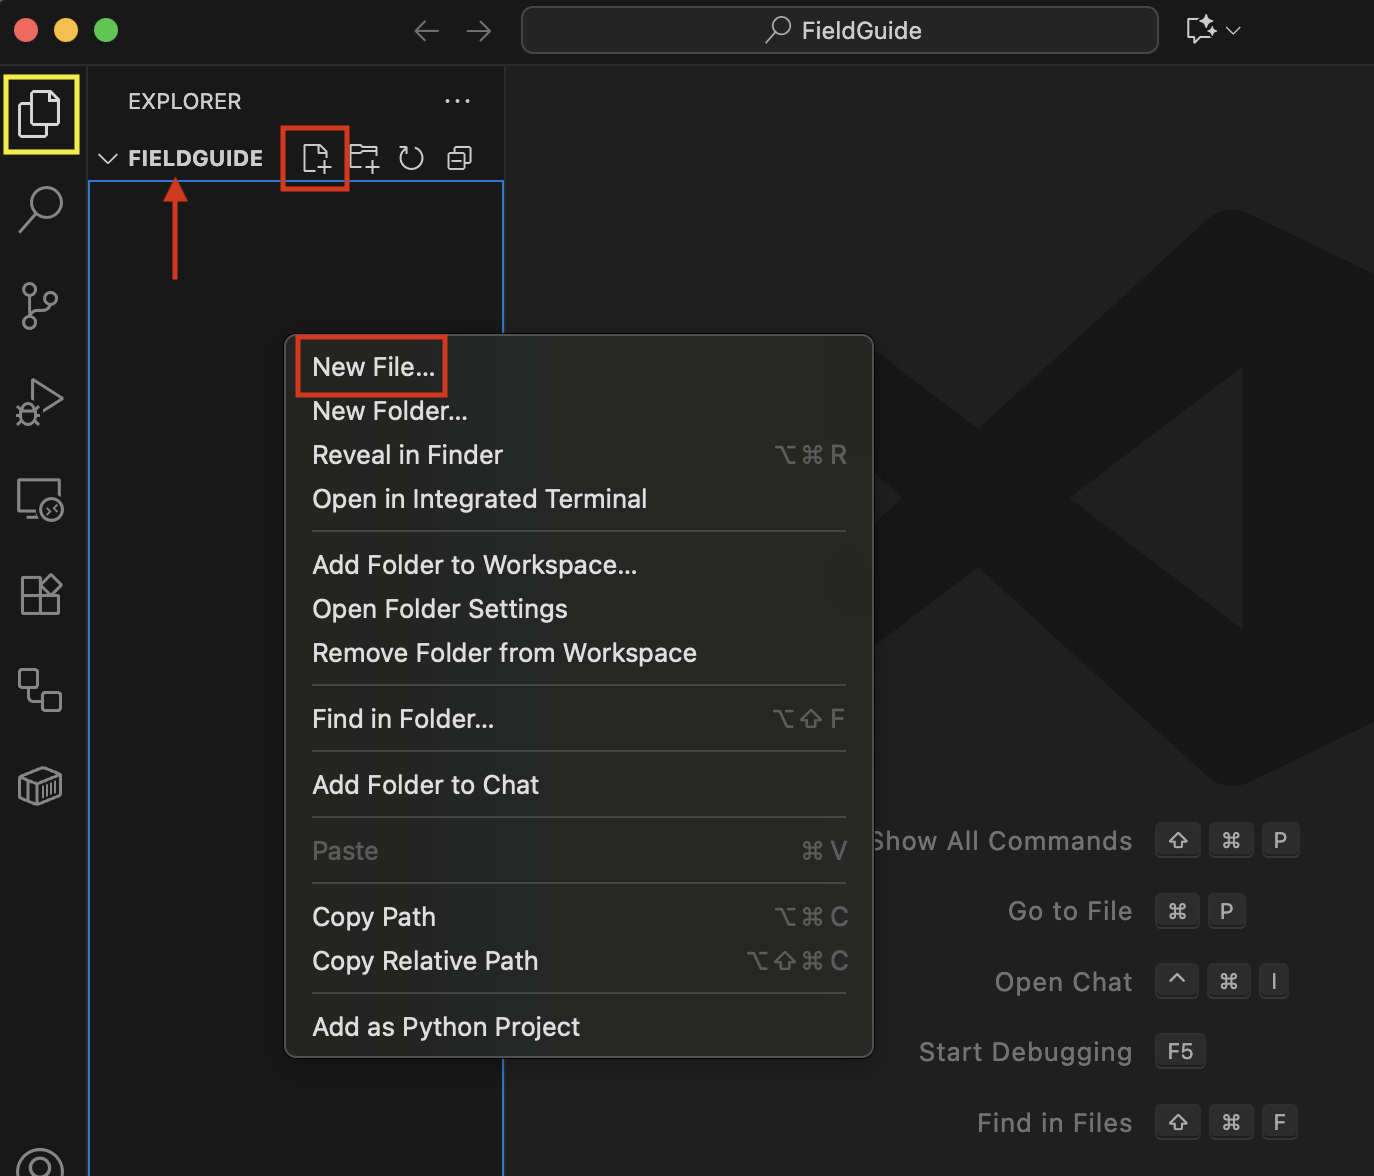 FieldGuide
EXPLORER
FIELDGUIDE
New File...
New Folder...
Reveal in Finder ⌥⌘R
Open in Integrated Terminal
Add Folder to Workspace...
Open Folder Settings
Remove Folder from Workspace
Find in Folder... ⌥⇧F
Add Folder to Chat
Paste ⌘V
Copy Path ⌥⌘C
Copy Relative Path ⌥⇧⌘C
Add as Python Project
Show All Commands ⇧ ⌘ P
Go to File ⌘ P
Open Chat ^ ⌘ I
Start Debugging F5
Find in Files ⇧ ⌘ F